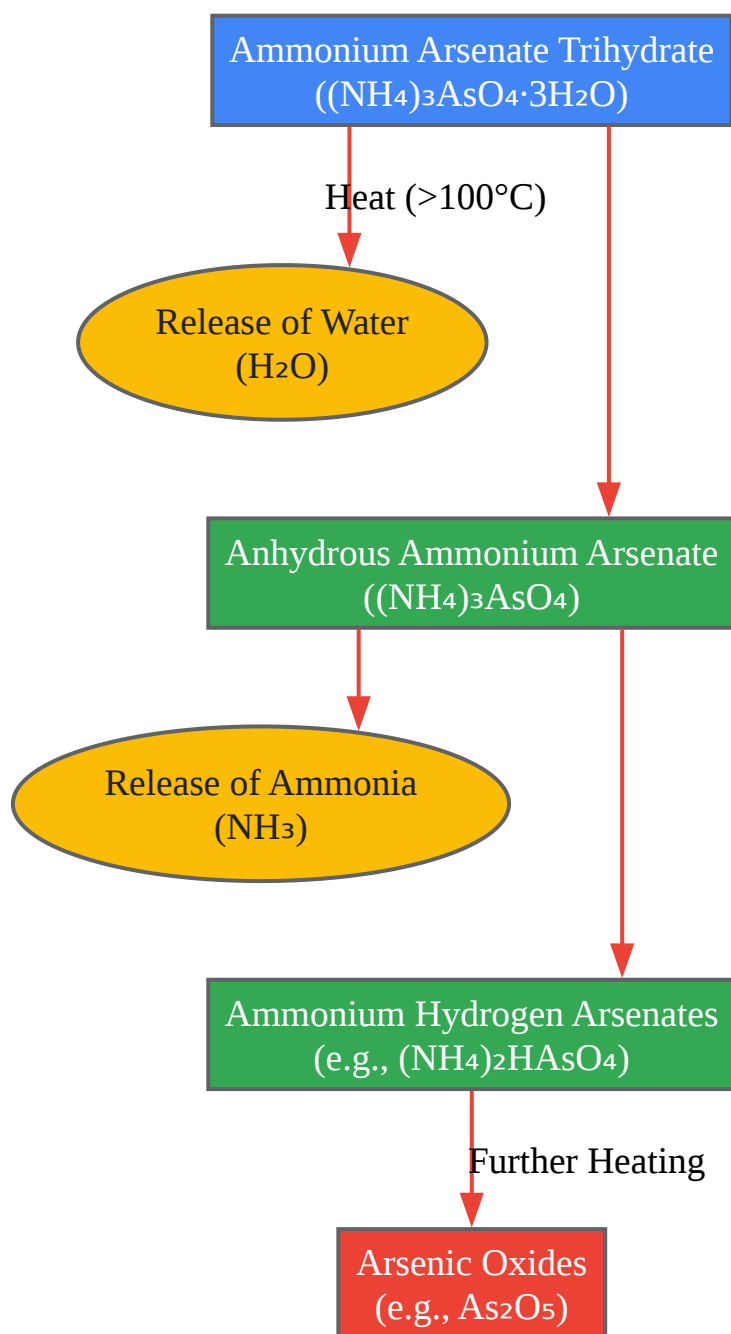 Ammonium Arsenate Trihydrate
((NH₄)₃AsO₄·3H₂O)
Heat (>100°C)
Release of Water
(H₂O)
Anhydrous Ammonium Arsenate
((NH₄)₃AsO₄)
Release of Ammonia
(NH₃)
Ammonium Hydrogen Arsenates
(e.g., (NH₄)₂HAsO₄)
Further Heating
Arsenic Oxides
(e.g., As₂O₅)